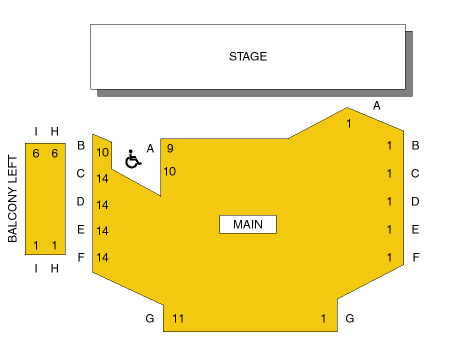 STAGE
A
1
I H
B A 9 1 B
6 6 10
C 10 1 C
14
D 14 1 D
BALCONY LEFT
MAIN
E 14 1 E
1 1
F 14 1 F
I H
G 11 1 G